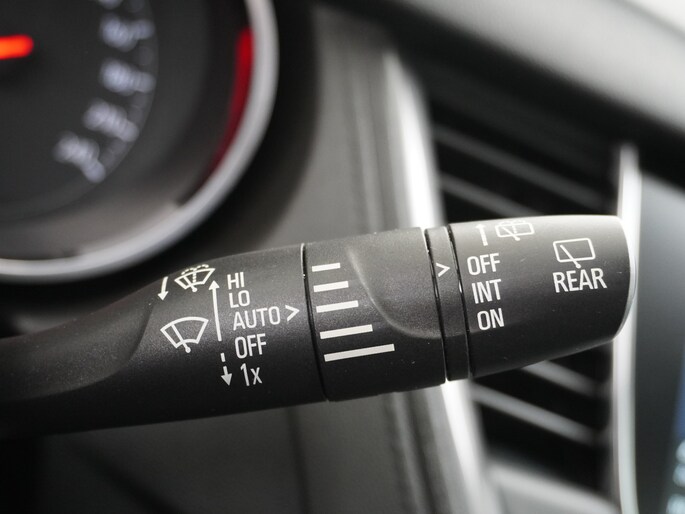 HI
LO
AUTO >
OFF
1x
>
OFF
INT
ON
REAR